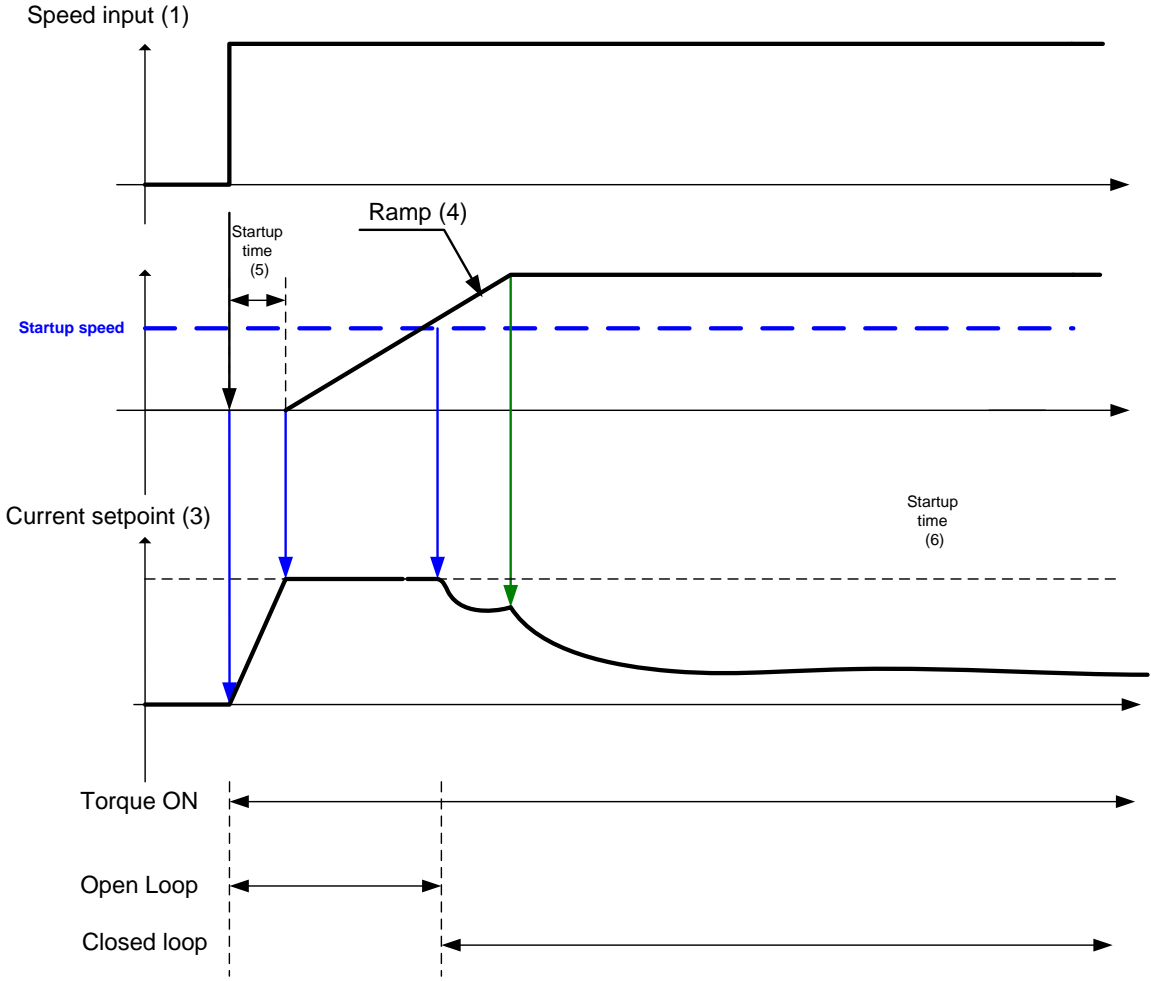 Speed input (1)
Ramp (4)
Startup
time
(5)
Startup speed
Current setpoint (3)
Startup
time
(6)
Torque ON
Open Loop
Closed loop